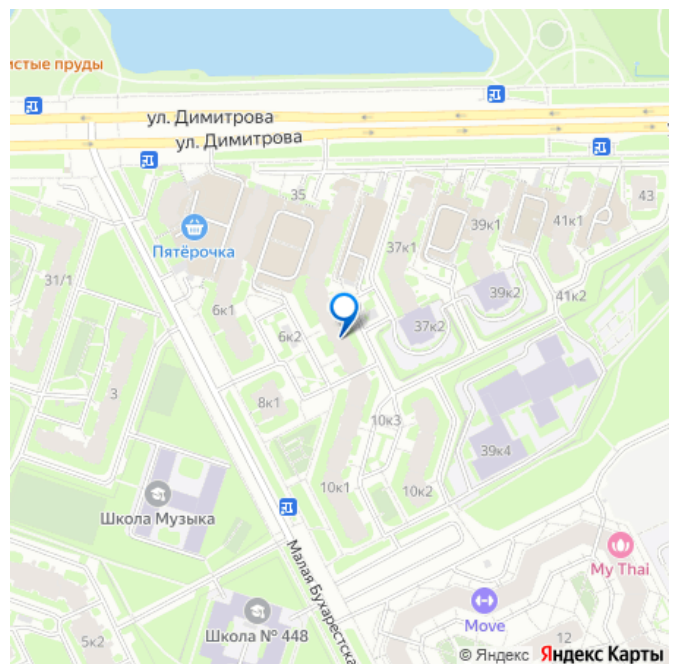 истые пруды
ул. Димитрова
ул. Димитрова
35
43
39к1
41к1
Пятёрочка
37к1
31/1
6к1
6к2
37к2
39к2
41к2
3
8к1
10к3
39к4
10к1
10к2
Школа Музыка
Малая Бухарестска
My Thai
Move
Школа № 448
5к2
12
© Яндекс Яндекс Карты